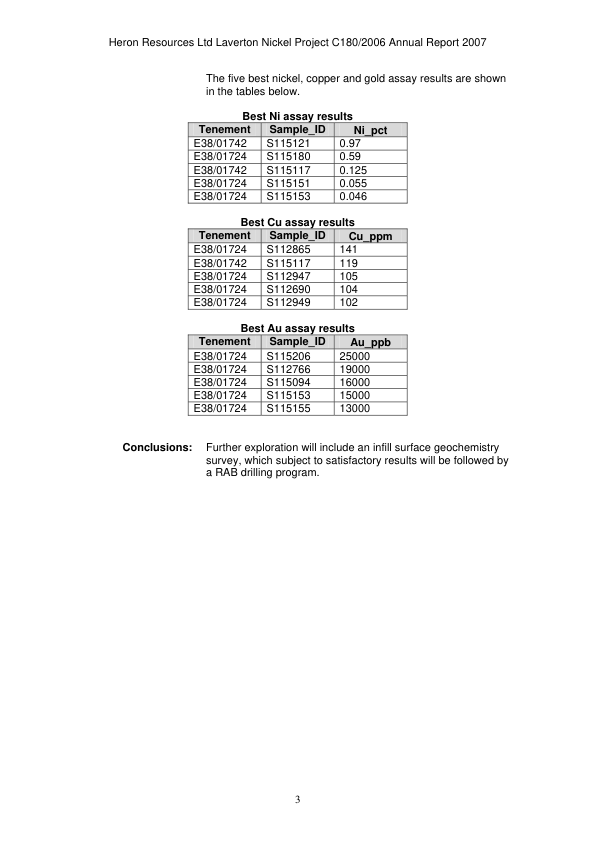 Heron Resources Ltd Laverton Nickel Project C180/2006 Annual Report 2007
The five best nickel, copper and gold assay results are shown
in the tables below.
Best Ni assay results
Tenement Sample_ID Ni_pct
E38/01742 S115121 0.97
E38/01724 S115180 0.59
E38/01742 S115117 0.125
E38/01724 S115151 0.055
E38/01724 S115153 0.046
Best Cu assay results
Tenement Sample_ID Cu_ppm
E38/01724 S112865 141
E38/01742 S115117 119
E38/01724 S112947 105
E38/01724 S112690 104
E38/01724 S112949 102
Best Au assay results
Tenement Sample_ID Au_ppb
E38/01724 S115206 25000
E38/01724 S112766 19000
E38/01724 S115094 16000
E38/01724 S115153 15000
E38/01724 S115155 13000
Conclusions: Further exploration will include an infill surface geochemistry
survey, which subject to satisfactory results will be followed by
a RAB drilling program.
3